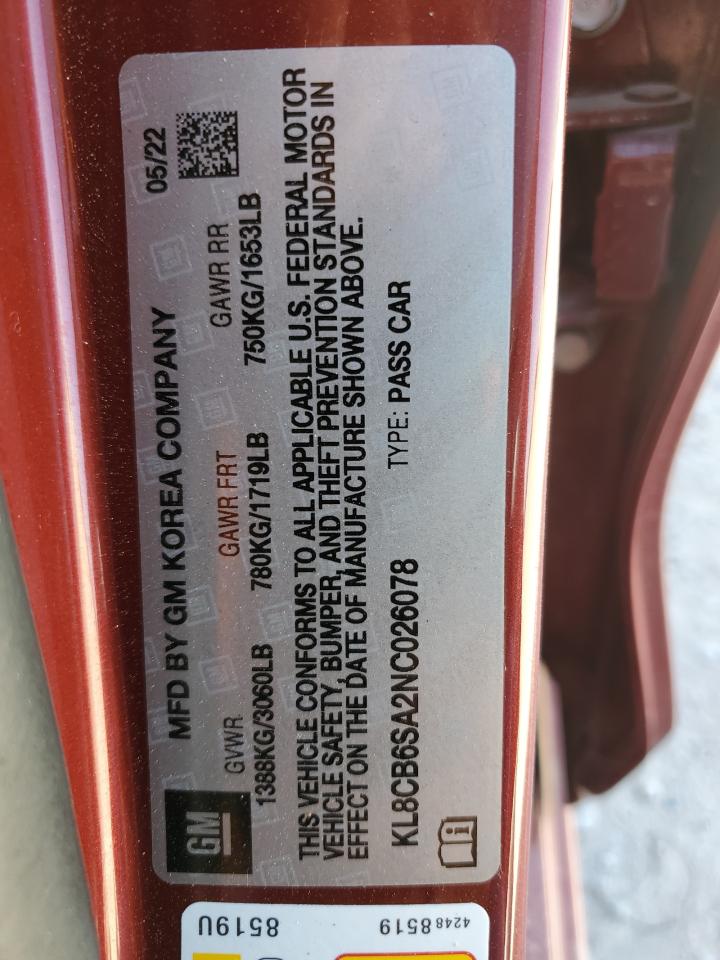 MFD BY GM KOREA COMPANY 05/22
GM
GVWR GAWR FRT GAWR RR
1388KG/3060LB 780KG/1719LB 750KG/1653LB
THIS VEHICLE CONFORMS TO ALL APPLICABLE U.S. FEDERAL MOTOR
VEHICLE SAFETY, BUMPER, AND THEFT PREVENTION STANDARDS IN
EFFECT ON THE DATE OF MANUFACTURE SHOWN ABOVE.
KL8CB6SA2NC026078 TYPE: PASS CAR
42488519
8519U